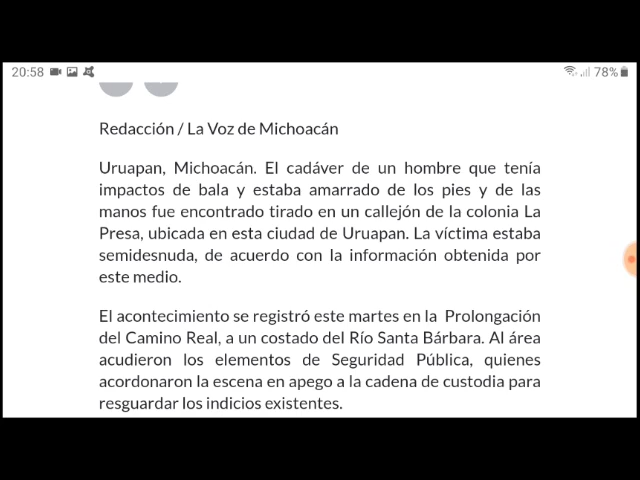 20:58
78%
Redacción / La Voz de Michoacán
Uruapan, Michoacán. El cadáver de un hombre que tenía
impactos de bala y estaba amarrado de los pies y de las
manos fue encontrado tirado en un callejón de la colonia La
Presa, ubicada en esta ciudad de Uruapan. La víctima estaba
semidesnuda, de acuerdo con la información obtenida por
este medio.
El acontecimiento se registró este martes en la Prolongación
del Camino Real, a un costado del Río Santa Bárbara. Al área
acudieron los elementos de Seguridad Pública, quienes
acordonaron la escena en apego a la cadena de custodia para
resguardar los indicios existentes.